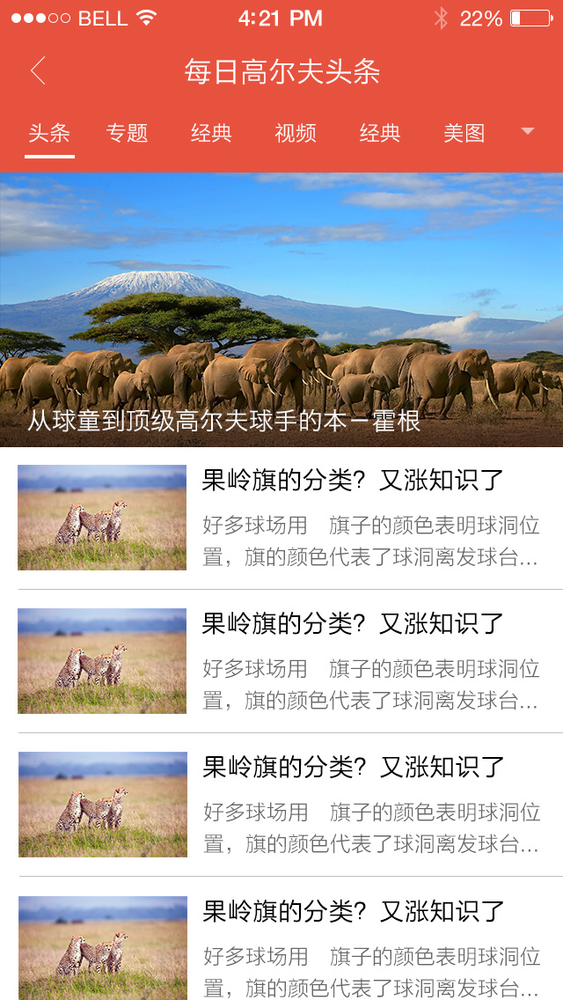 BELL 4:21 PM 22%
每日高尔夫头条
头条 专题 经典 视频 经典 美图
从球童到顶级高尔夫球手的本－霍根
果岭旗的分类？又涨知识了
好多球场用　旗子的颜色表明球洞位
置，旗的颜色代表了球洞离发球台...
果岭旗的分类？又涨知识了
好多球场用　旗子的颜色表明球洞位
置，旗的颜色代表了球洞离发球台...
果岭旗的分类？又涨知识了
好多球场用　旗子的颜色表明球洞位
置，旗的颜色代表了球洞离发球台...
果岭旗的分类？又涨知识了
好多球场用　旗子的颜色表明球洞位
置，旗的颜色代表了球洞离发球台...